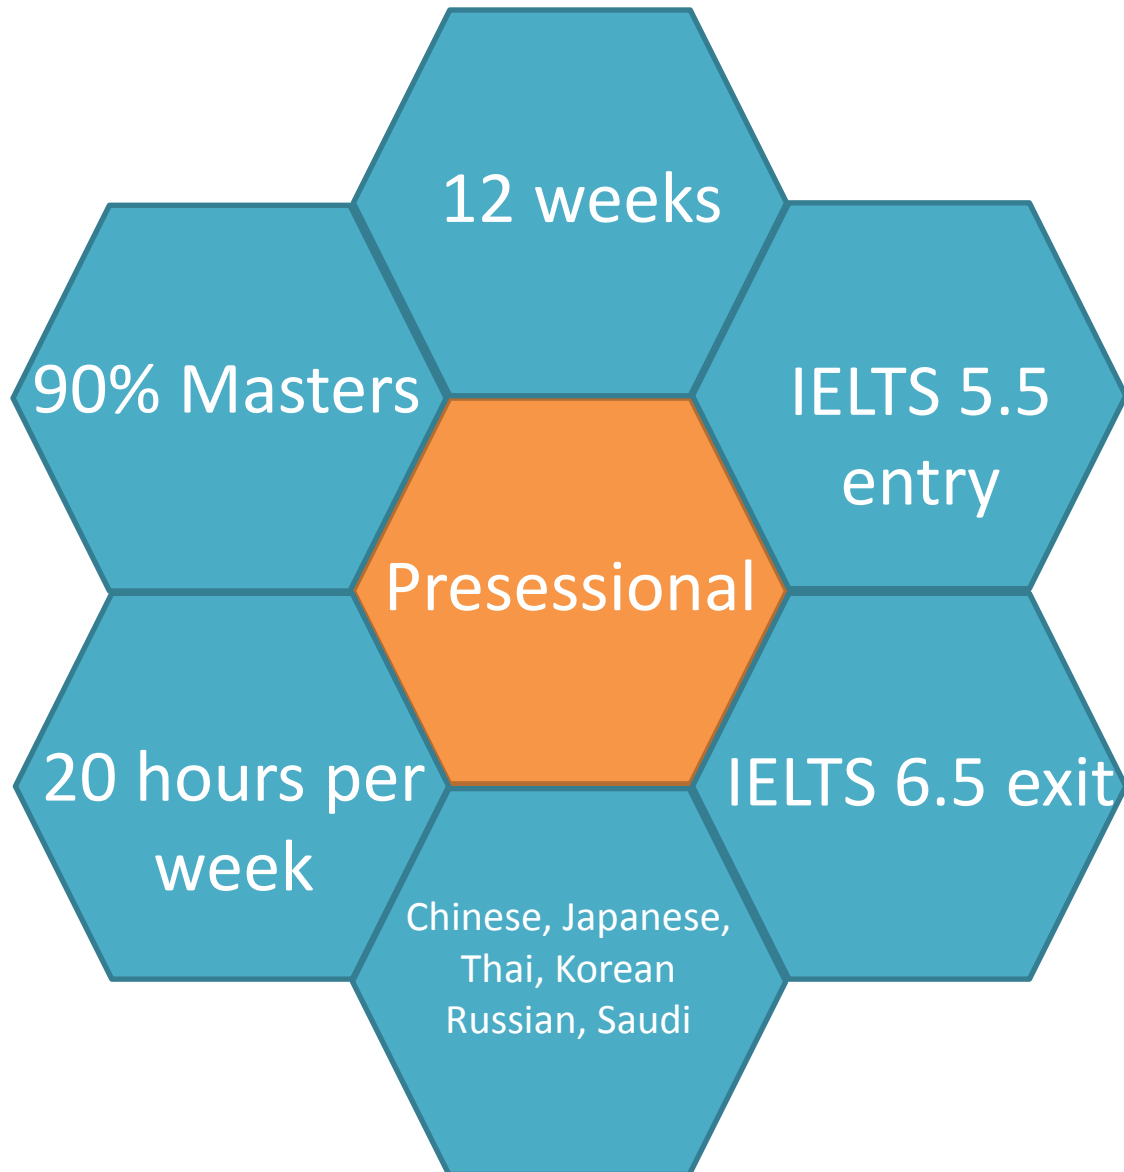 12 weeks
90% Masters
IELTS 5.5
entry
Presessional
20 hours per
week
IELTS 6.5 exit
Chinese, Japanese,
Thai, Korean
Russian, Saudi